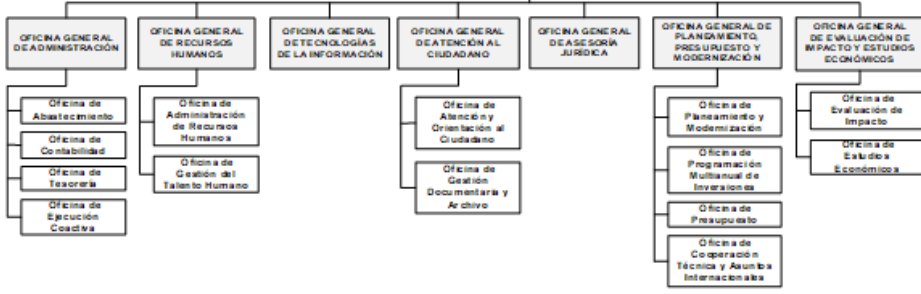 OFICINA GENERAL
DE ADMINISTRACIÓN
Oficina de
Abastecimiento
Oficina de
Contabilidad
Oficina de
Tesorería
Oficina de
Ejecución
Coactiva
OFICINA GENERAL
DE RECURSOS
HUMANOS
Oficina de
Administración
de Recursos
Humanos
Oficina de
Gestión del
Talento Humano
OFICINA GENERAL
DE TECNOLOGÍAS
DE LA INFORMACIÓN
OFICINA GENERAL
DE ATENCIÓN AL
CIUDADANO
Oficina de
Atención y
Orientación al
Ciudadano
Oficina de
Gestión
Documentaria y
Archivo
OFICINA GENERAL
DE ASESORÍA
JURÍDICA
OFICINA GENERAL DE
PLANEAMIENTO,
PRESUPUESTO Y
MODERNIZACIÓN
Oficina de
Planeamiento y
Modernización
Oficina de
Programación
Multianual de
Inversiones
Oficina de
Presupuesto
Oficina de
Cooperación
Técnica y Asuntos
Internacionales
OFICINA GENERAL
DE EVALUACIÓN DE
IMPACTO Y ESTUDIOS
ECONÓMICOS
Oficina de
Evaluación de
Impacto
Oficina de
Estudios
Económicos